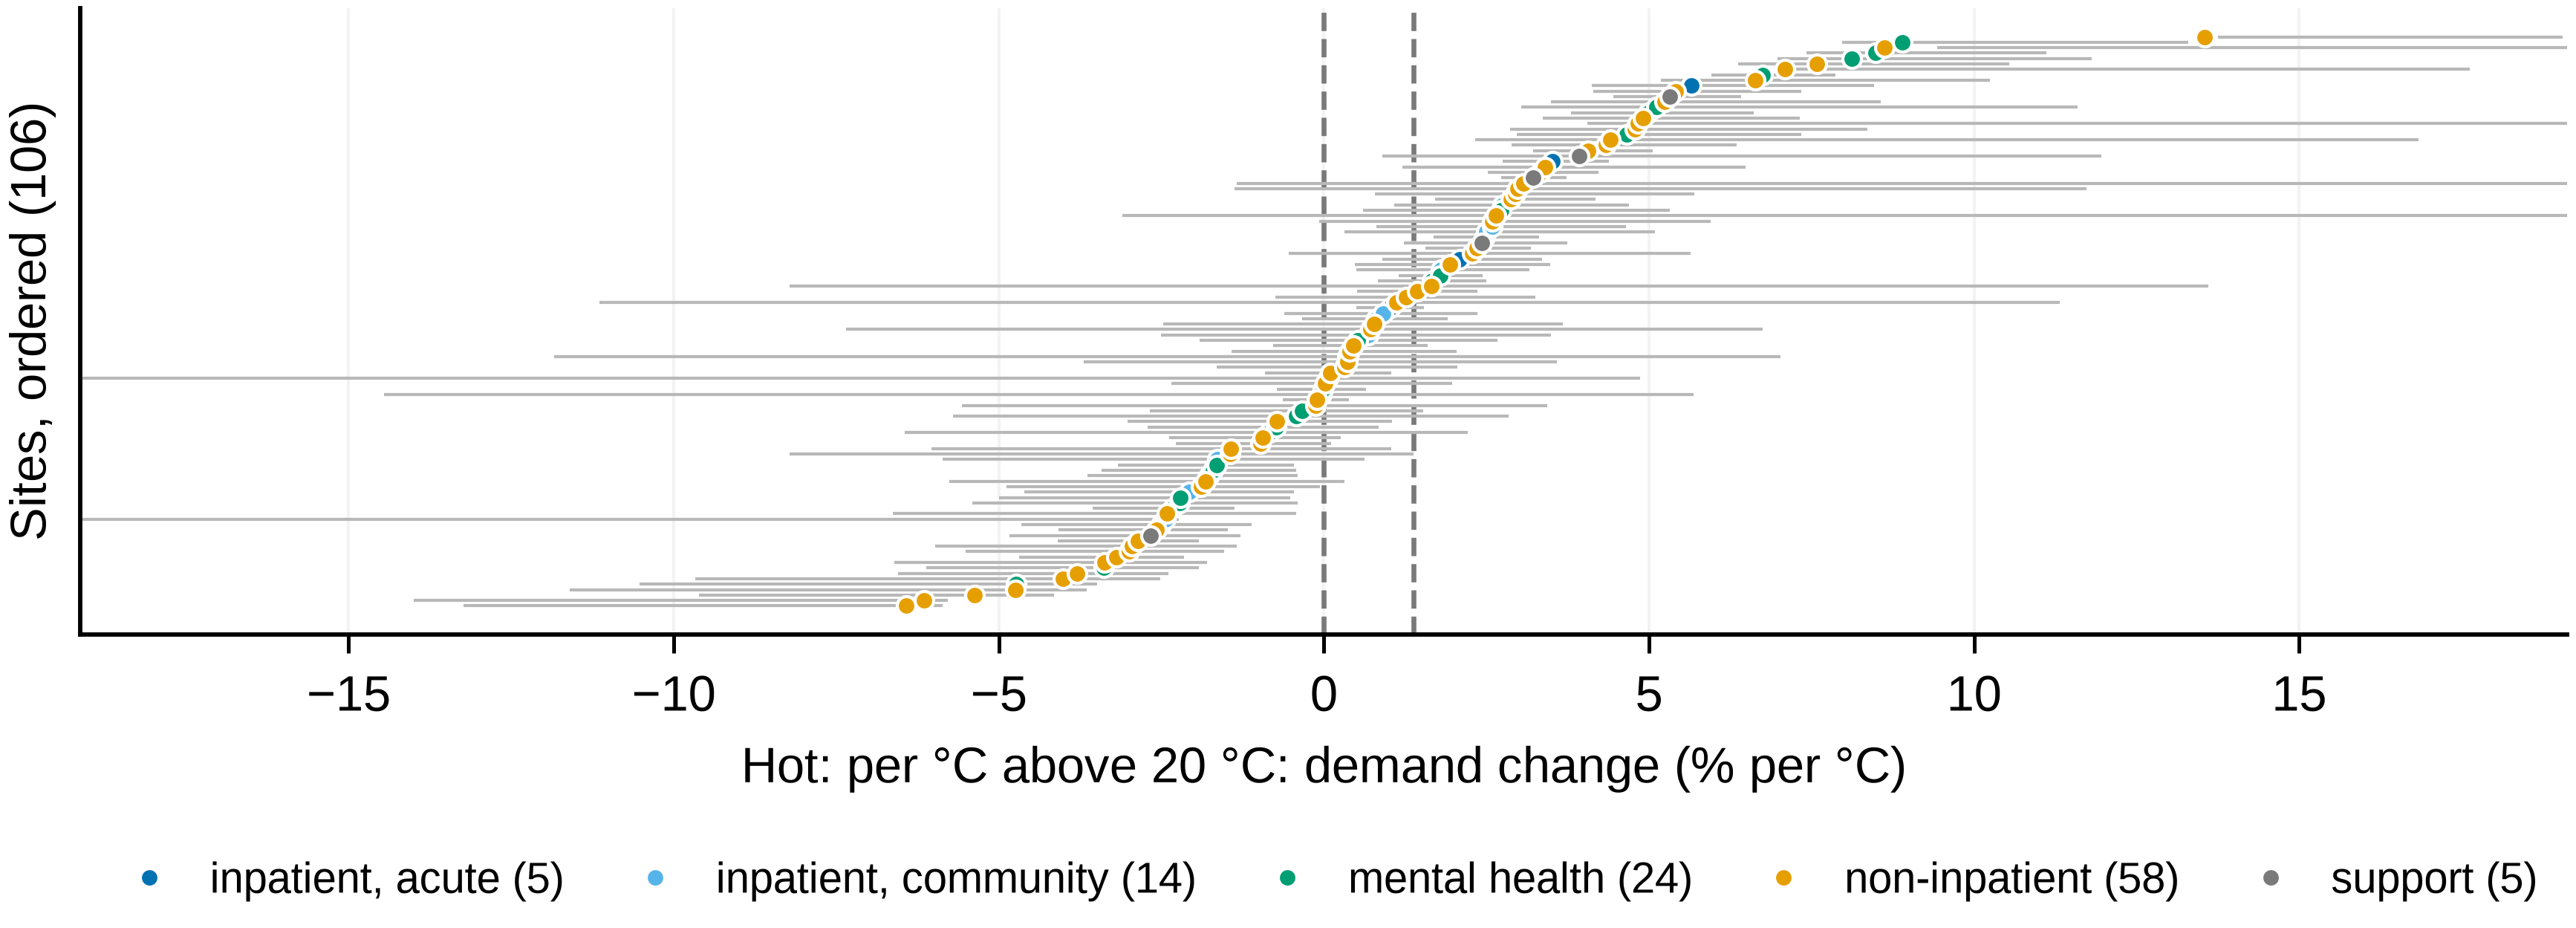 Sites, ordered (106)
−15 −10 −5 0 5 10 15
Hot: per °C above 20 °C: demand change (% per °C)
inpatient, acute (5) inpatient, community (14) mental health (24) non-inpatient (58) support (5)